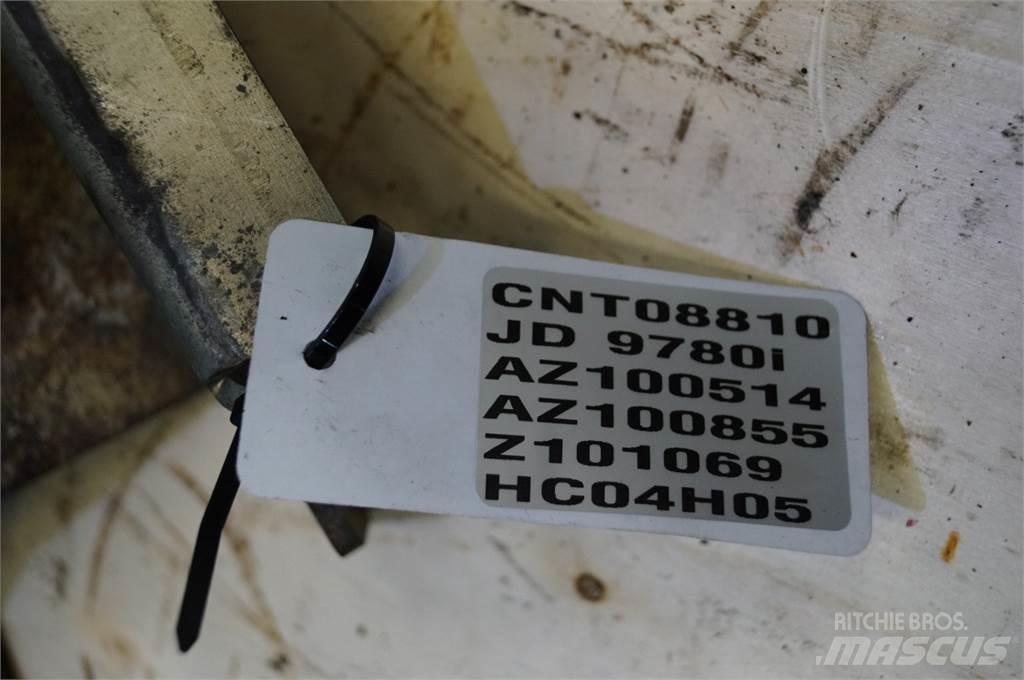 CNT08810
JD 9780i
AZ100514
AZ100855
Z101069
HC04H05
RITCHIE BROS.
MASCUS